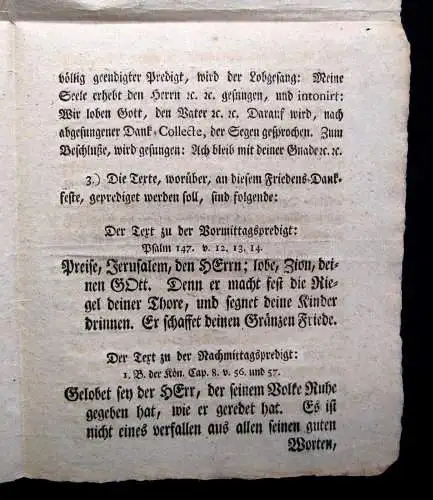 völlig geendigter Predigt, wird der Lobgesang: Meine
Seele erhebt den Herrn ꝛc. ꝛc. gesungen, und intonirt:
Wir loben Gott, den Vater ꝛc. ꝛc. Darauf wird, nach
abgesungener Dank-Collecte, der Segen gesprochen. Zum
Beschluße, wird gesungen: Ach bleib mit deiner Gnade ꝛc. ꝛc.
3.) Die Texte, worüber, an diesem Friedens-Dank-
feste, geprediget werden soll, sind folgende:
Der Text zu der Vormittagspredigt:
Psalm 147. v. 12. 13. 14.
Preise, Jerusalem, den HErrn; lobe, Zion, dei-
nen GOtt. Denn er macht fest die Rie-
gel deiner Thore, und segnet deine Kinder
drinnen. Er schaffet deinen Gränzen Friede.
Der Text zu der Nachmittagspredigt:
1. B. der Kön. Cap. 8. v. 56. und 57.
Gelobet sey der HErr, der seinem Volke Ruhe
gegeben hat, wie er geredet hat. Es ist
nicht eines verfallen aus allen seinen guten
Worten,